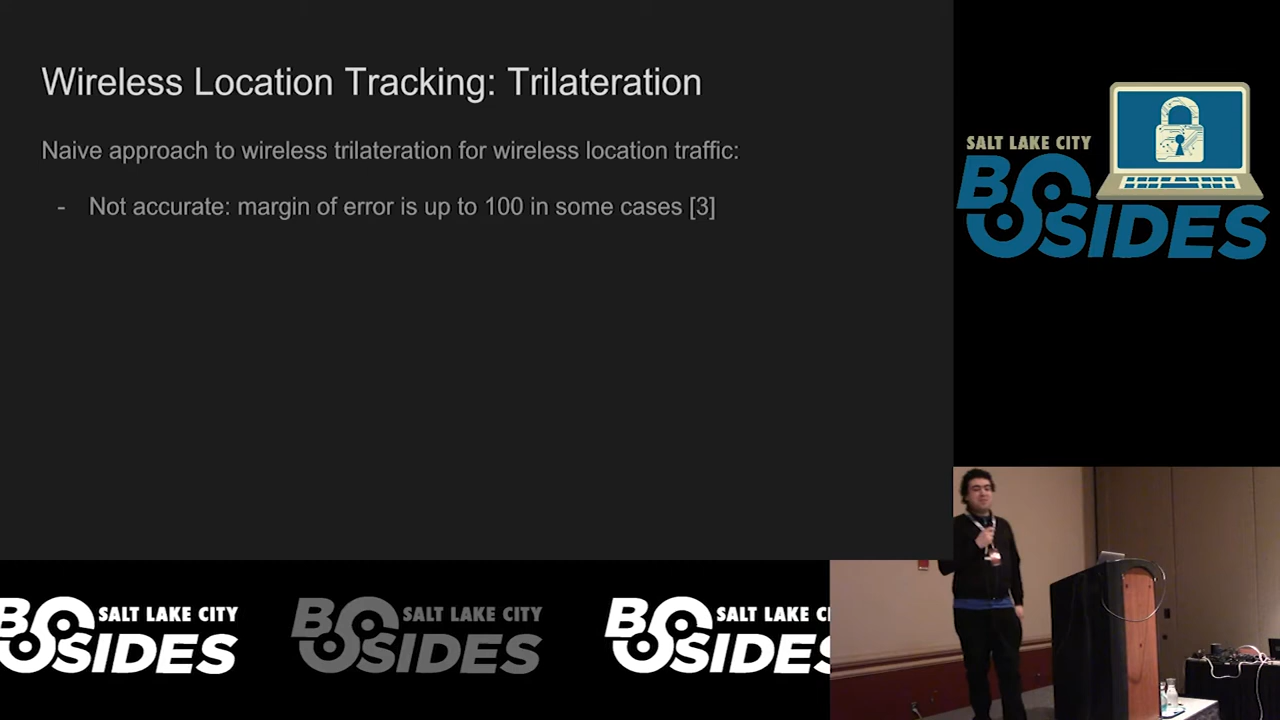 Wireless Location Tracking: Trilateration
Naive approach to wireless trilateration for wireless location traffic:
- Not accurate: margin of error is up to 100 in some cases [3]
SALT LAKE CITY
BSIDES
SALT LAKE CITY
BSIDES
SALT LAKE CITY
BSIDES
SALT LAKE CITY
BSIDES